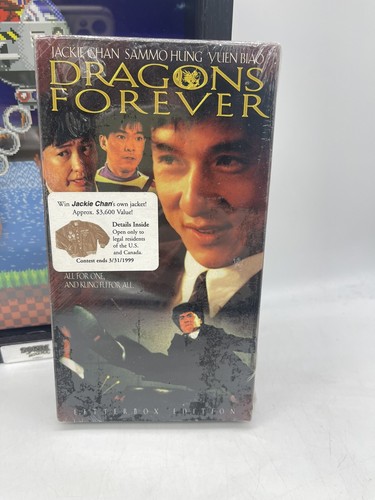 JACKIE CHAN SAMMO HUNG YUEN BIAO
DRAGONS
FOREVER
Win Jackie Chan's own jacket!
Approx. $3,600 Value!
Details Inside
Open only to
legal residents
of the U.S.
and Canada.
Contest ends 3/31/1999
ALL FOR ONE,
AND KUNG FU FOR ALL.
LETTERBOX EDITION